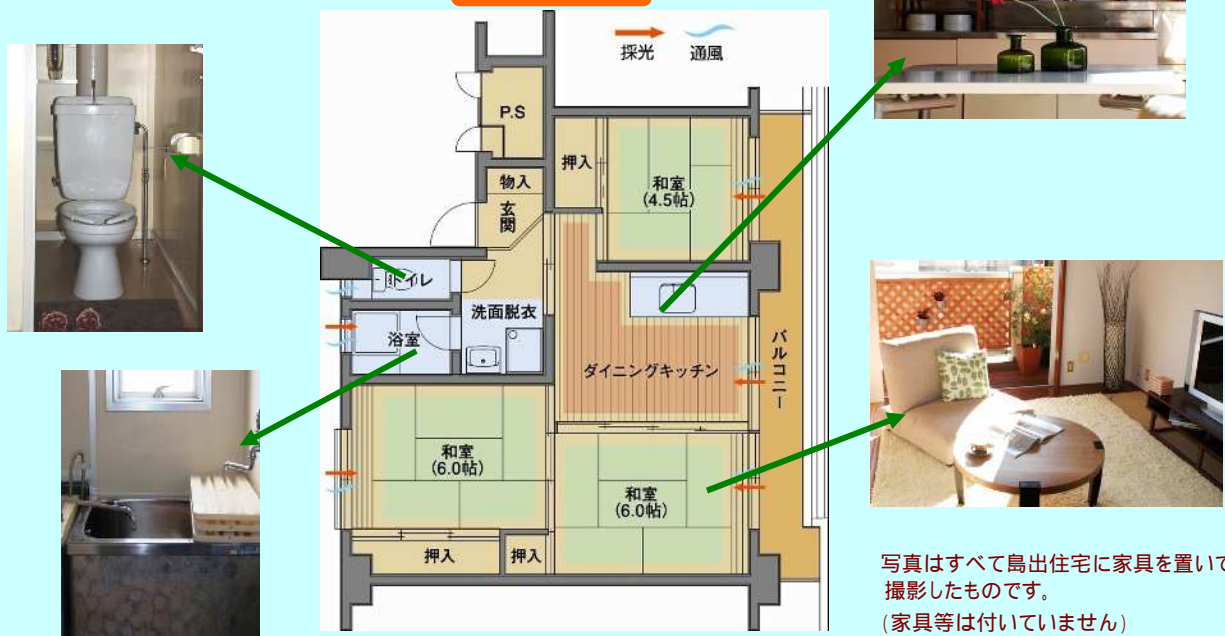 採光 通風
P.S
押入
和室
(4.5帖)
物入
玄関
トイレ
洗面脱衣
浴室
ダイニングキッチン
バルコニー
和室
(6.0帖)
和室
(6.0帖)
押入
押入
写真はすべて島出住宅に家具を置いて
撮影したものです。
(家具等は付いていません)